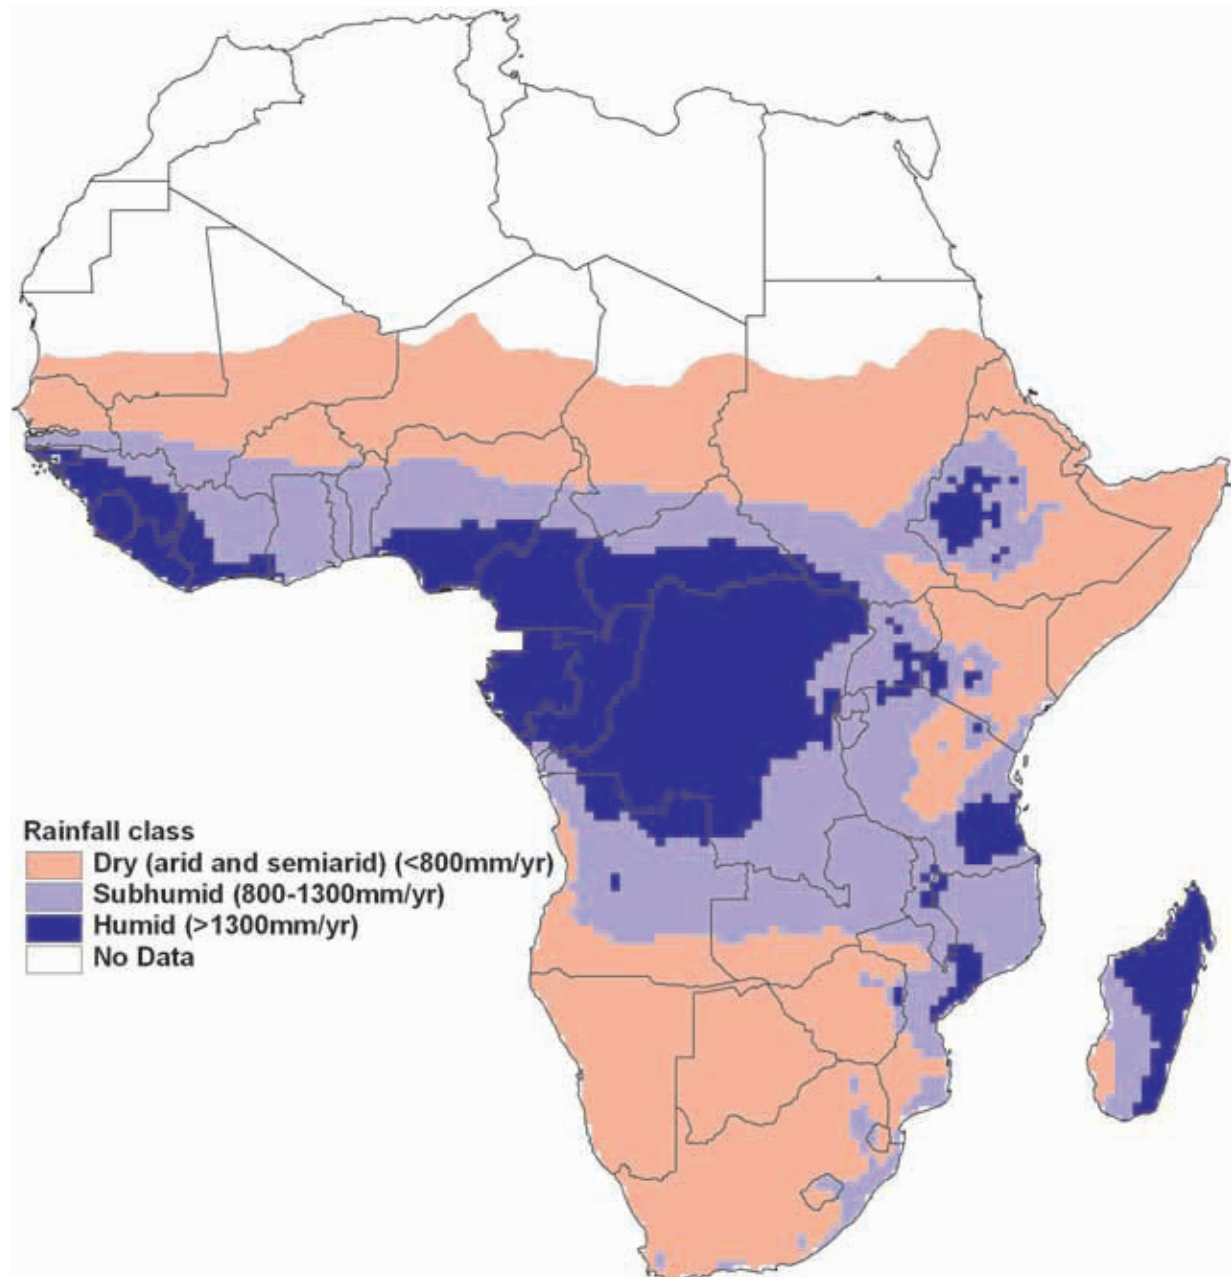 Rainfall class
Dry (arid and semiarid) (<800mm/yr)
Subhumid (800-1300mm/yr)
Humid (>1300mm/yr)
No Data